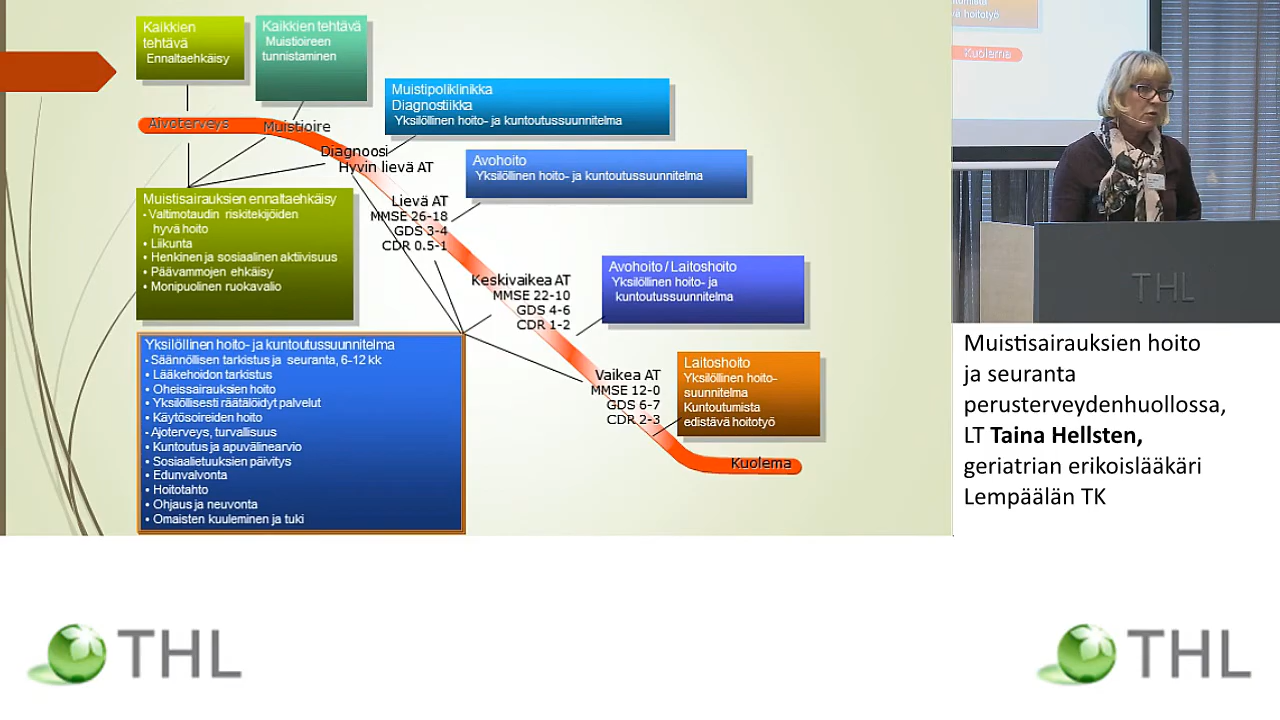 Kaikkien
tehtävä
Ennaltaehkäisy
Kaikkien tehtävä
Muistioireen
tunnistaminen
Muistipoliklinikka
Diagnostiikka
Yksilöllinen hoito- ja kuntoutussuunnitelma
Aivoterveys
Muistioire
Diagnoosi
Hyvin lievä AT
Avohoito
Yksilöllinen hoito- ja kuntoutussuunnitelma
Muistisairauksien ennaltaehkäisy
- Valtimotaudin riskitekijöiden
hyvä hoito
• Liikunta
• Henkinen ja sosiaalinen aktiivisuus
• Päävammojen ehkäisy
• Monipuolinen ruokavalio
Lievä AT
MMSE 26-18
GDS 3-4
CDR 0.5-1
Keskivaikea AT
MMSE 22-10
GDS 4-6
CDR 1-2
Avohoito / Laitoshoito
Yksilöllinen hoito- ja
kuntoutussuunnitelma
Yksilöllinen hoito- ja kuntoutussuunnitelma
- Säännöllisen tarkistus ja seuranta, 6-12 kk
• Lääkehoidon tarkistus
• Oheissairauksien hoito
• Yksilöllisesti räätälöidyt palvelut
• Käytösoireiden hoito
- Ajoterveys, turvallisuus
• Kuntoutus ja apuvälinearvio
• Sosiaalietuuksien päivitys
• Edunvalvonta
• Hoitotahto
• Ohjaus ja neuvonta
• Omaisten kuuleminen ja tuki
Vaikea AT
MMSE 12-0
GDS 6-7
CDR 2-3
Laitoshoito
Yksilöllinen hoito-
suunnitelma
Kuntoutumista
edistävä hoitotyö
Kuolema
hoitotyö
Kuolema
THL
Muistisairauksien hoito
ja seuranta
perusterveydenhuollossa,
LT Taina Hellsten,
geriatrian erikoislääkäri
Lempäälän TK
THL
THL